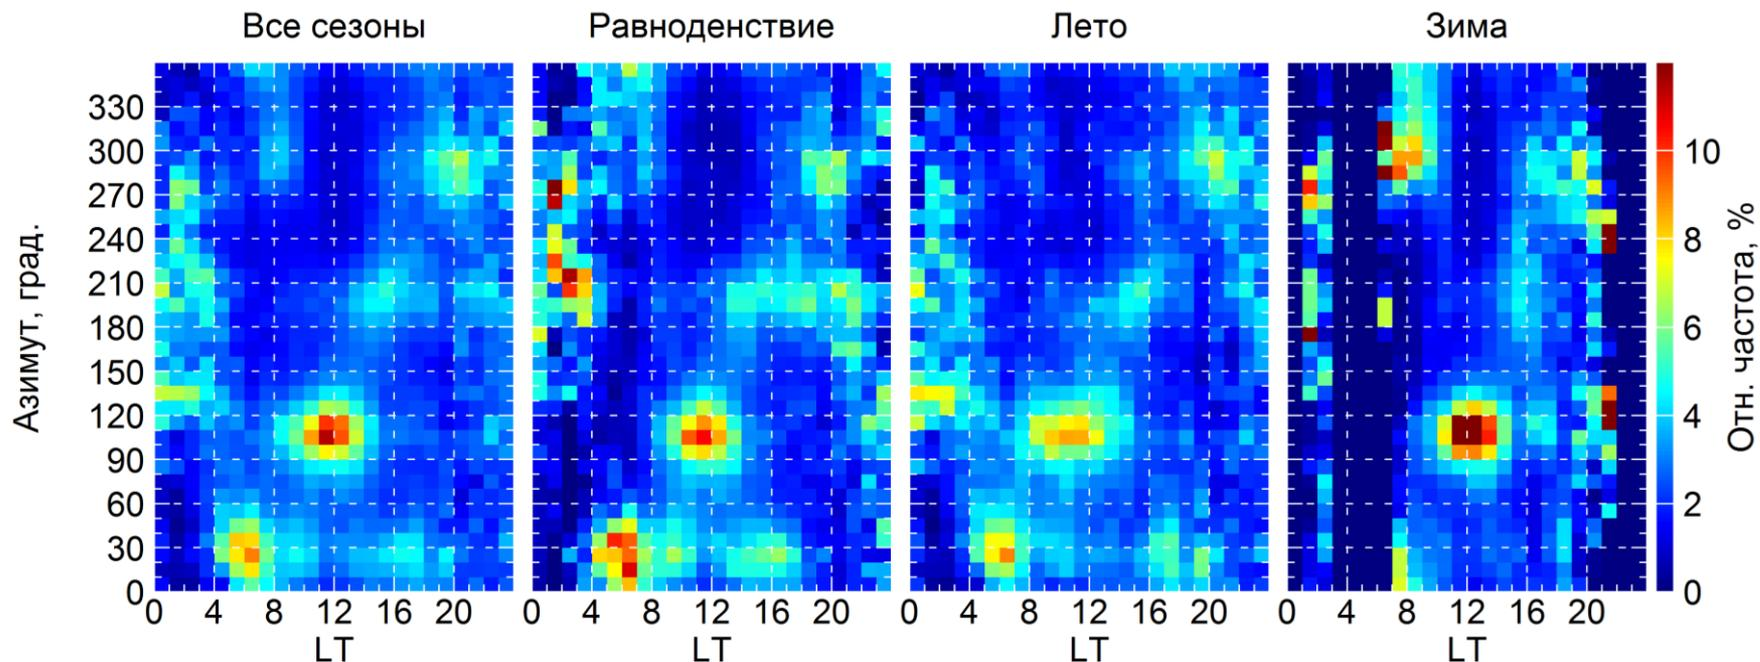 Все сезоны
Равноденствие
Лето
Зима
Азимут, град.
330
300
270
240
210
180
150
120
90
60
30
0
0 4 8 12 16 20
LT
0 4 8 12 16 20
LT
0 4 8 12 16 20
LT
0 4 8 12 16 20
LT
10
8
6
4
2
0
Отн. частота, %